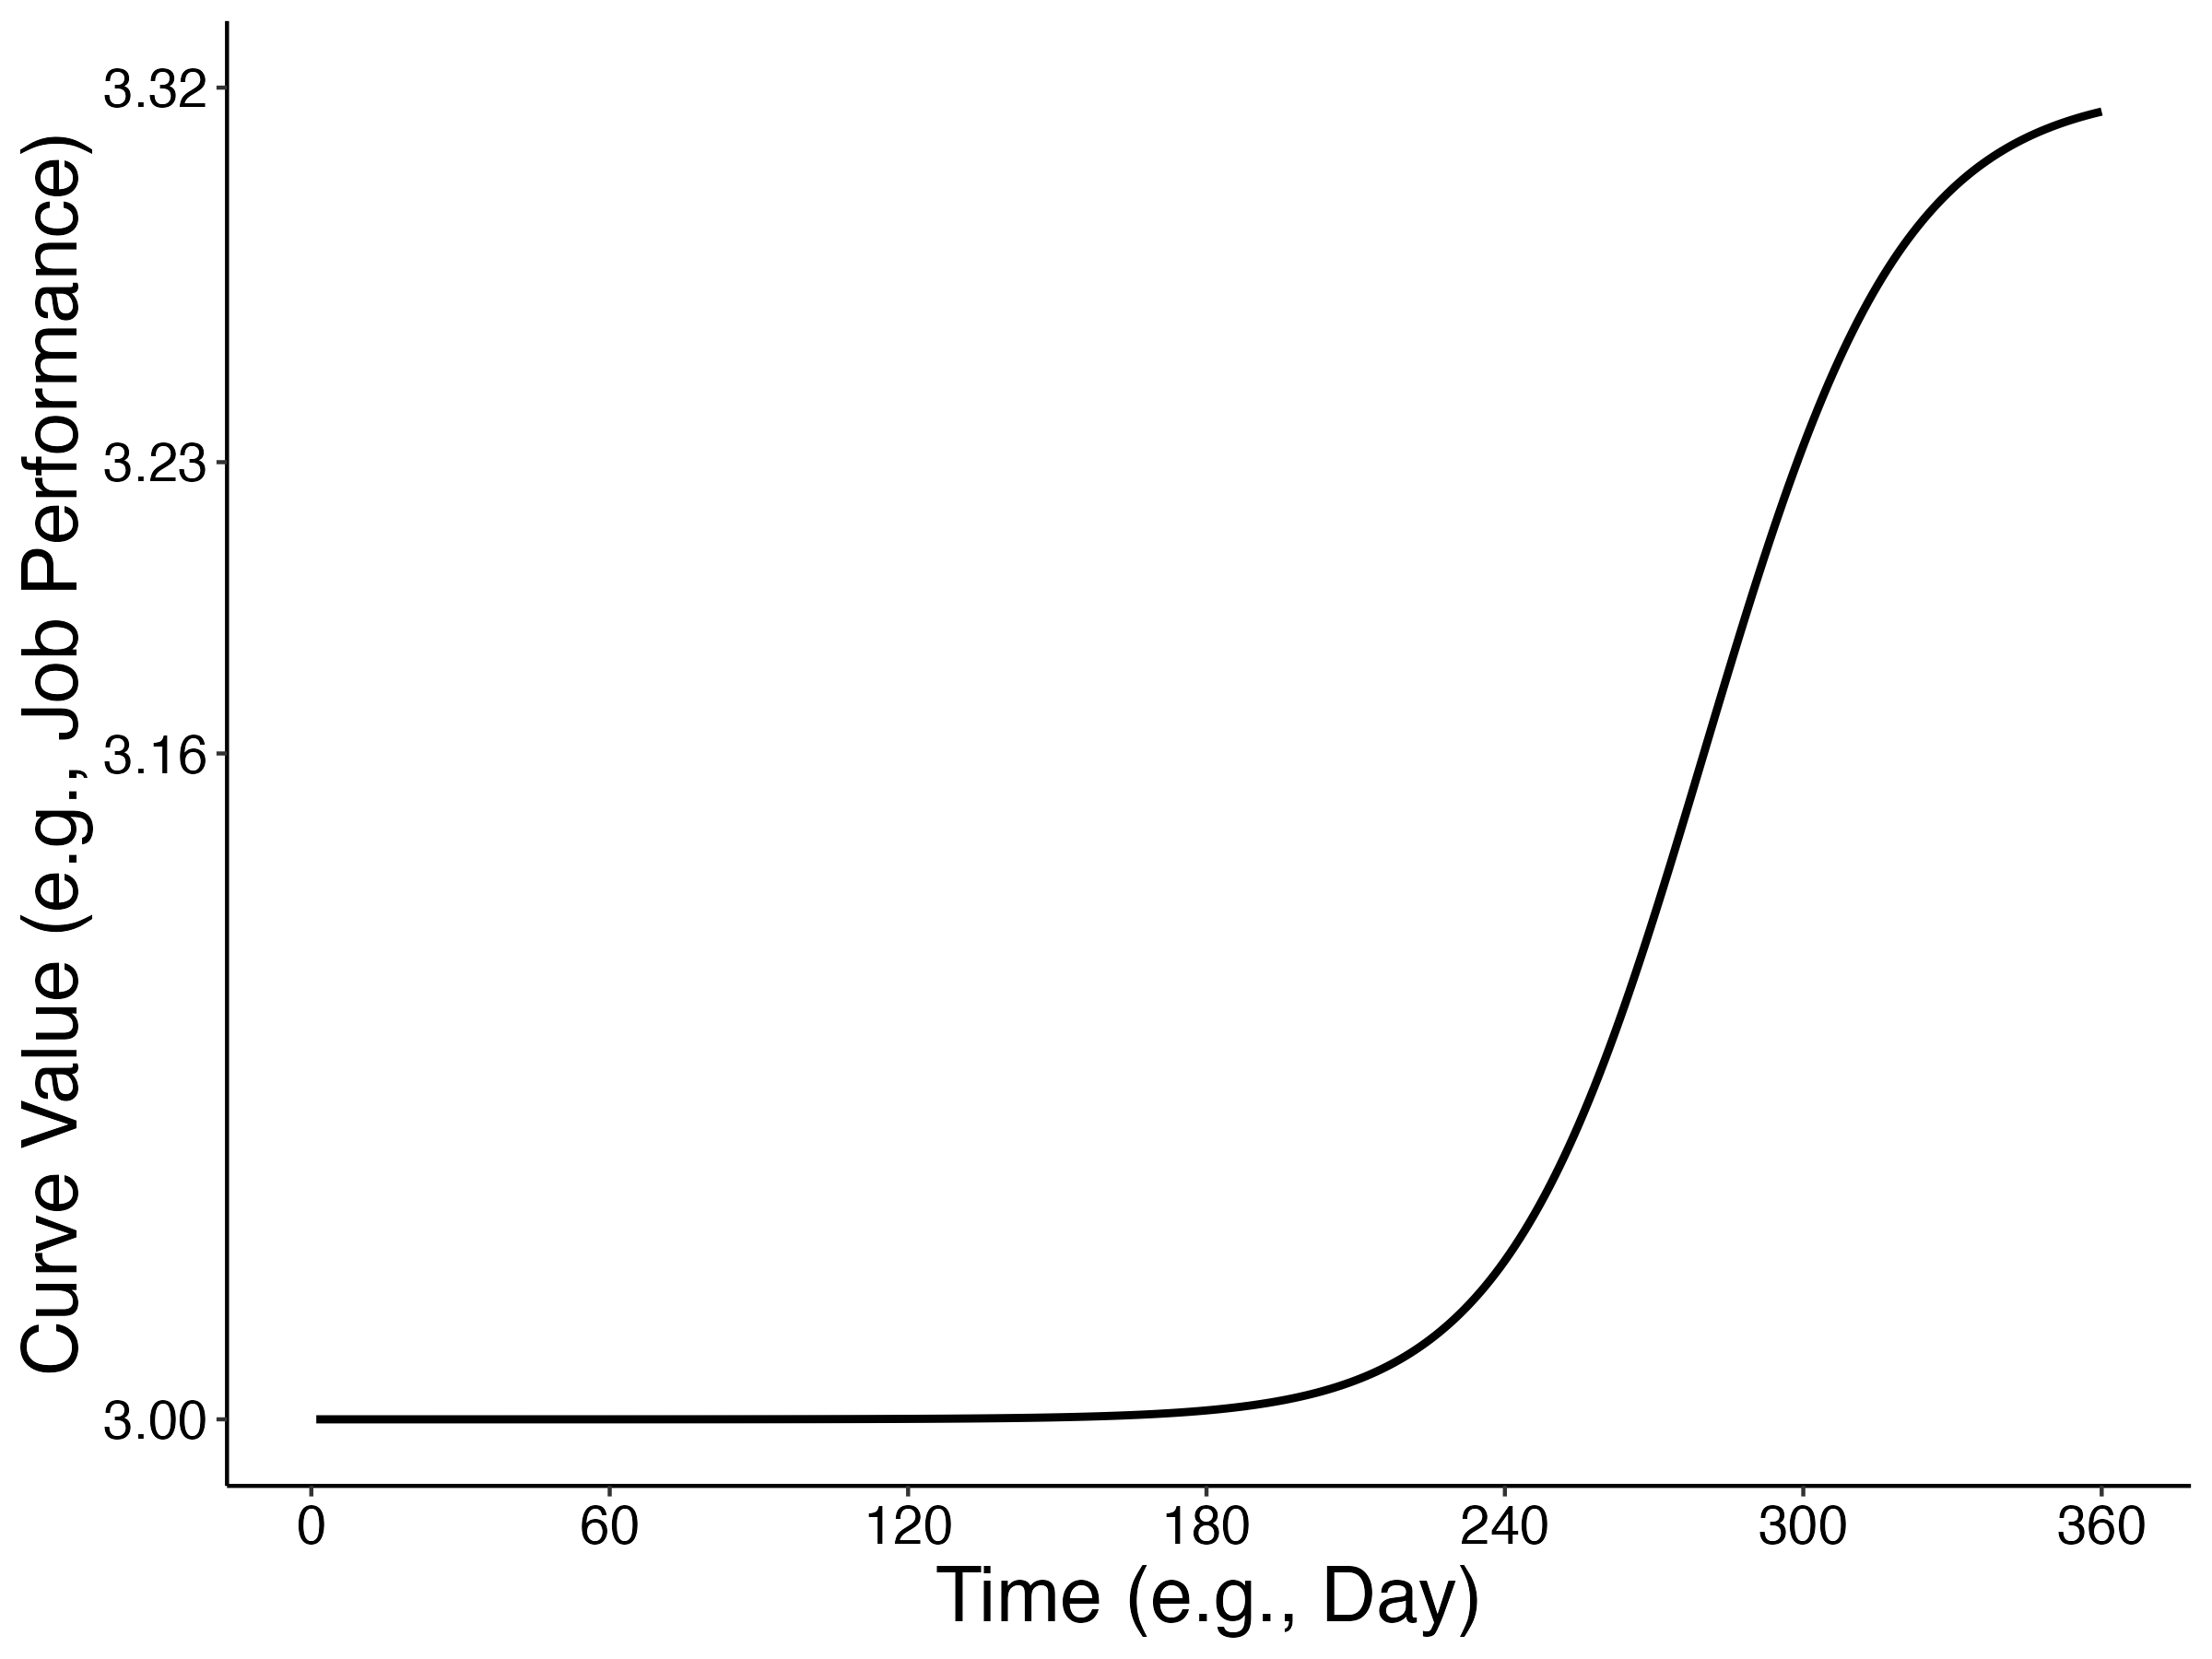 Curve Value (e.g., Job Performance)
3.32
3.23
3.16
3.00
0 60 120 180 240 300 360
Time (e.g., Day)